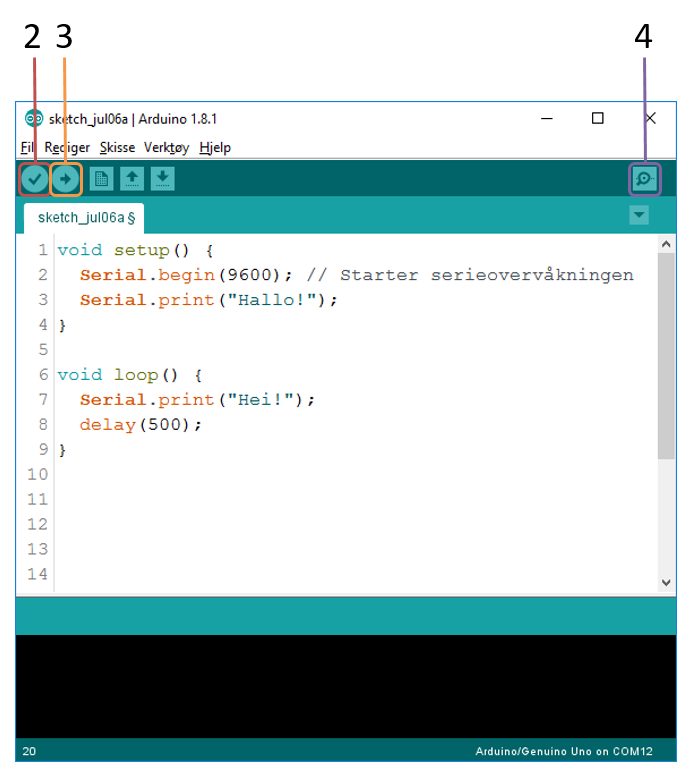 2 3 4
sketch_jul06a | Arduino 1.8.1
Fil Rediger Skisse Verktøy Hjelp
sketch_jul06a §
1 void setup() {
2   Serial.begin(9600); // Starter serieovervåkningen
3   Serial.print("Hallo!");
4 }
5
6 void loop() {
7   Serial.print("Hei!");
8   delay(500);
9 }
10
11
12
13
14
20 Arduino/Genuino Uno on COM12